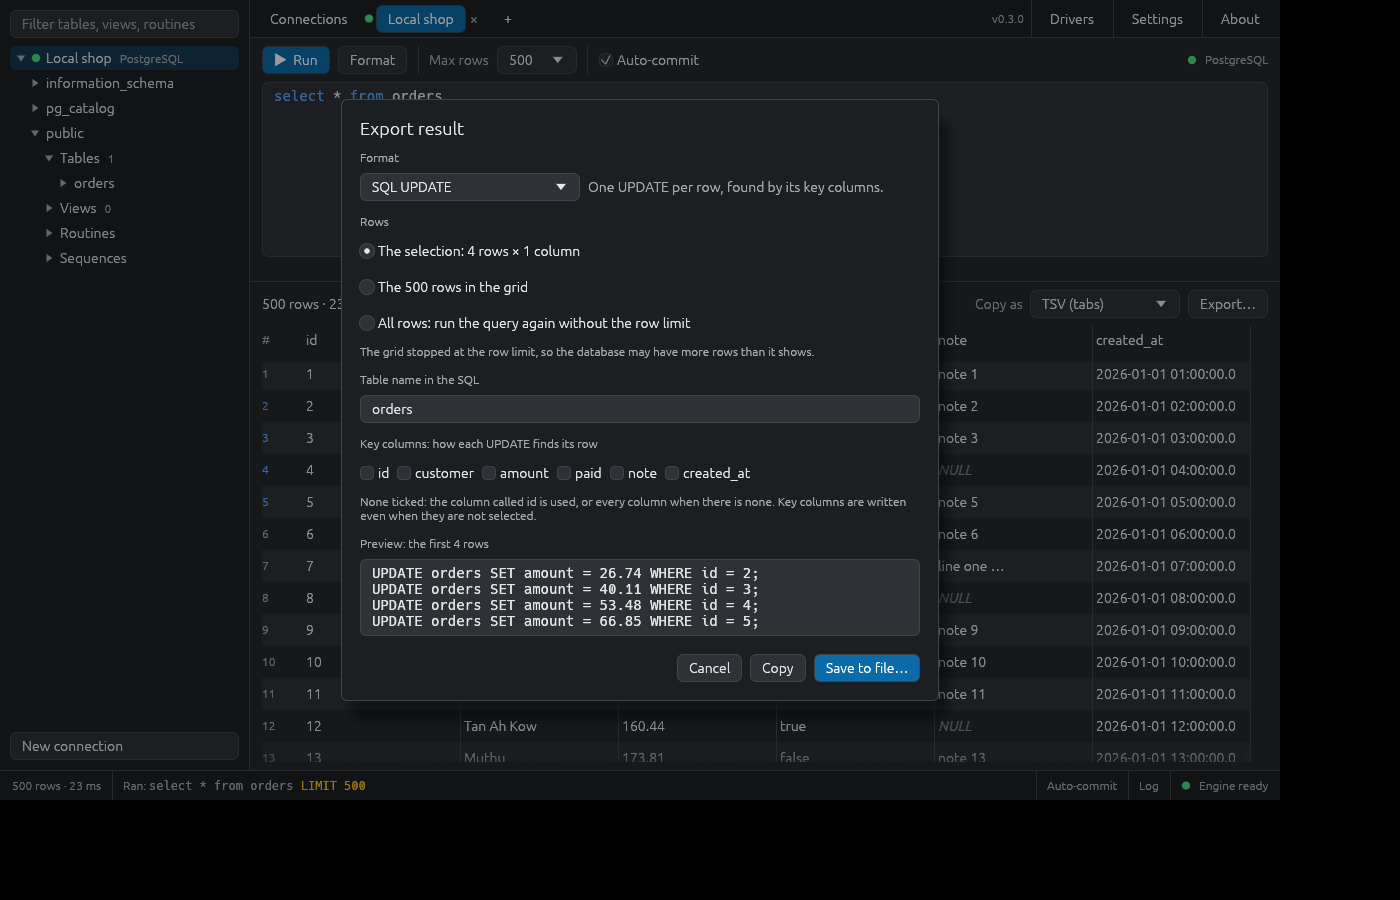 Filter tables, views, routines
Connections
Local shop ×
+
v0.3.0
Drivers
Settings
About
Local shop PostgreSQL
information_schema
pg_catalog
public
Tables 1
orders
Views 0
Routines
Sequences
New connection
Run
Format
Max rows
500
Auto-commit
PostgreSQL
select * from orders
500 rows · 23
Copy as
TSV (tabs)
Export...
# id note created_at
1 1 note 1 2026-01-01 01:00:00.0
2 2 note 2 2026-01-01 02:00:00.0
3 3 note 3 2026-01-01 03:00:00.0
4 4 NULL 2026-01-01 04:00:00.0
5 5 note 5 2026-01-01 05:00:00.0
6 6 note 6 2026-01-01 06:00:00.0
7 7 line one ... 2026-01-01 07:00:00.0
8 8 NULL 2026-01-01 08:00:00.0
9 9 note 9 2026-01-01 09:00:00.0
10 10 note 10 2026-01-01 10:00:00.0
11 11 note 11 2026-01-01 11:00:00.0
12 12 Tan Ah Kow 160.44 true NULL 2026-01-01 12:00:00.0
13 13 Muthu 173.81 false note 13 2026-01-01 13:00:00.0
Export result
Format
SQL UPDATE
One UPDATE per row, found by its key columns.
Rows
The selection: 4 rows × 1 column
The 500 rows in the grid
All rows: run the query again without the row limit
The grid stopped at the row limit, so the database may have more rows than it shows.
Table name in the SQL
orders
Key columns: how each UPDATE finds its row
id customer amount paid note created_at
None ticked: the column called id is used, or every column when there is none. Key columns are written
even when they are not selected.
Preview: the first 4 rows
UPDATE orders SET amount = 26.74 WHERE id = 2;
UPDATE orders SET amount = 40.11 WHERE id = 3;
UPDATE orders SET amount = 53.48 WHERE id = 4;
UPDATE orders SET amount = 66.85 WHERE id = 5;
Cancel
Copy
Save to file...
500 rows · 23 ms
Ran: select * from orders LIMIT 500
Auto-commit
Log
Engine ready